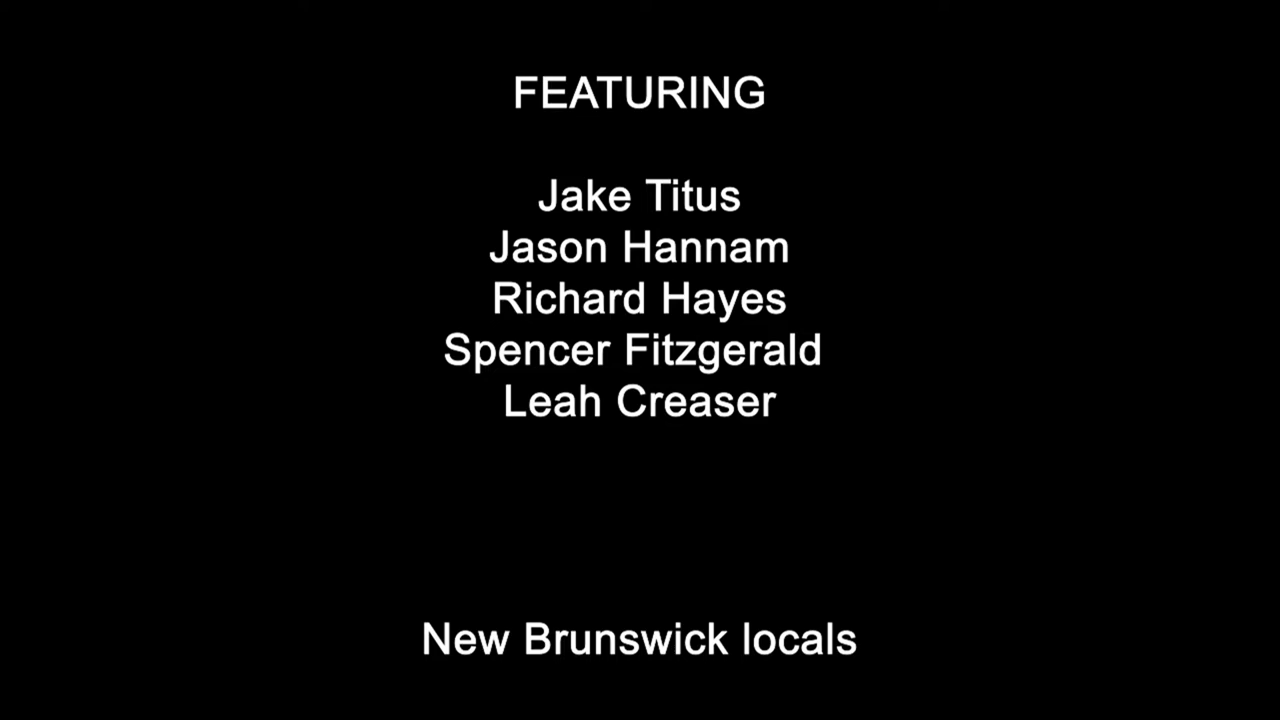 FEATURING
Jake Titus
Jason Hannam
Richard Hayes
Spencer Fitzgerald
Leah Creaser
New Brunswick locals